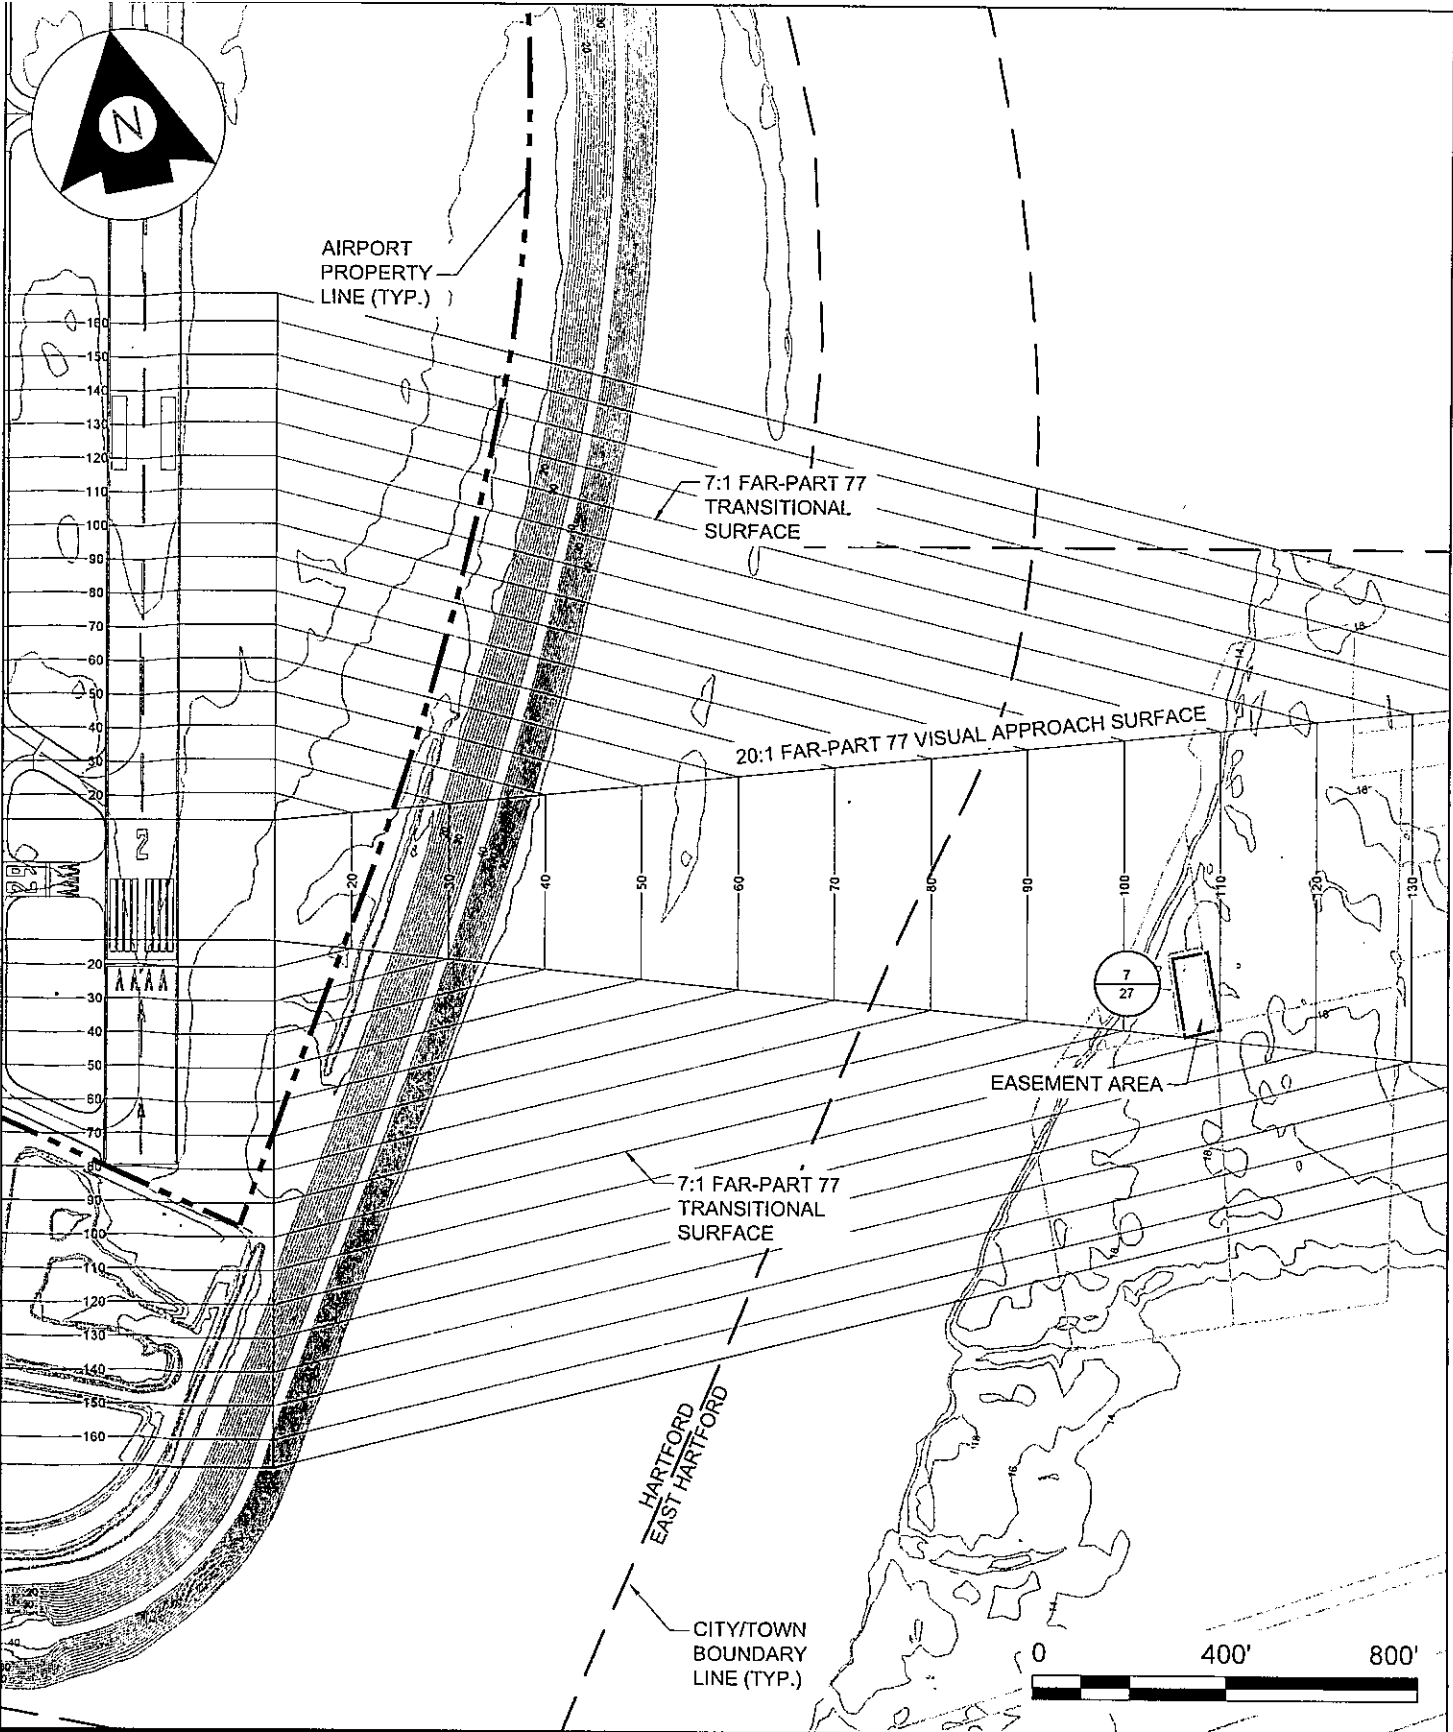 N
AIRPORT
PROPERTY
LINE (TYP.)
160
150
140
130
120
110
100
90
80
70
60
50
40
30
20
7:1 FAR-PART 77
TRANSITIONAL
SURFACE
20:1 FAR-PART 77 VISUAL APPROACH SURFACE
2
20
30
40
50
60
70
80
90
100
110
120
130
20
30
40
50
60
70
80
90
100
110
120
130
140
150
160
7
27
EASEMENT AREA
7:1 FAR-PART 77
TRANSITIONAL
SURFACE
HARTFORD
EAST HARTFORD
CITY/TOWN
BOUNDARY
LINE (TYP.)
0 400' 800'